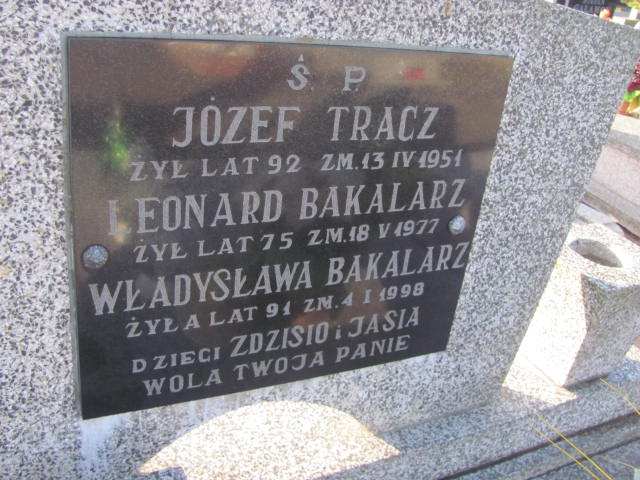 Ś. P.
JÓZEF TRACZ
ŻYŁ LAT 92 ZM.13 IV 1951
LEONARD BAKALARZ
ŻYŁ LAT 75 ZM.18 V 1977
WŁADYSŁAWA BAKALARZ
ŻYŁA LAT 91 ZM.4 I 1998
DZIECI ZDZISIO i JASIA
WOLA TWOJA PANIE